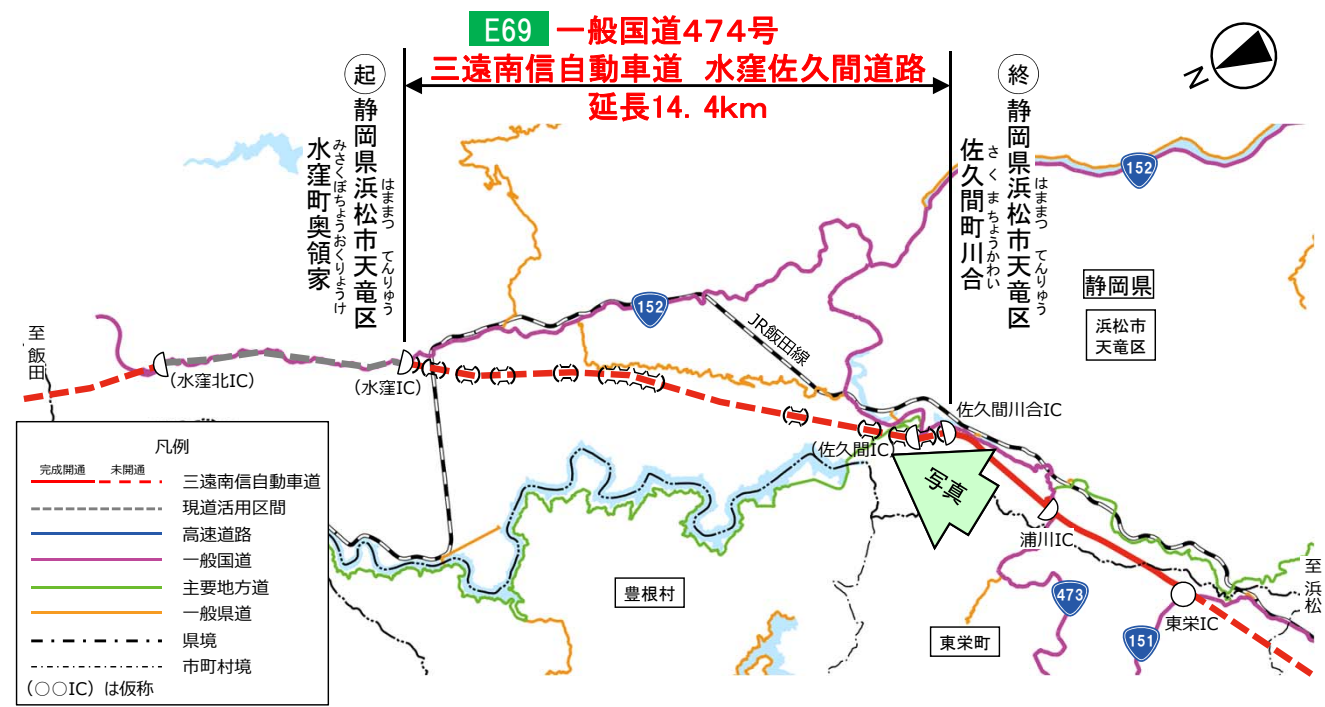 E69 一般国道474号
三遠南信自動車道 水窪佐久間道路
延長14.4km
起
静岡県浜松市天竜区
はままつ てんりゅう
水窪町奥領家
みさくぼちょうおくりょうけ
終
静岡県浜松市天竜区
はままつ てんりゅう
佐久間町川合
さくまちょうかわい
N
152
静岡県
浜松市
天竜区
152
JR飯田線
至飯田
(水窪北IC)
(水窪IC)
佐久間川合IC
(佐久間IC)
写真
浦川IC
豊根村
東栄町
473
151
東栄IC
至 浜松
凡例
完成開通 未開通
三遠南信自動車道
現道活用区間
高速道路
一般国道
主要地方道
一般県道
県境
市町村境
(○○IC)は仮称